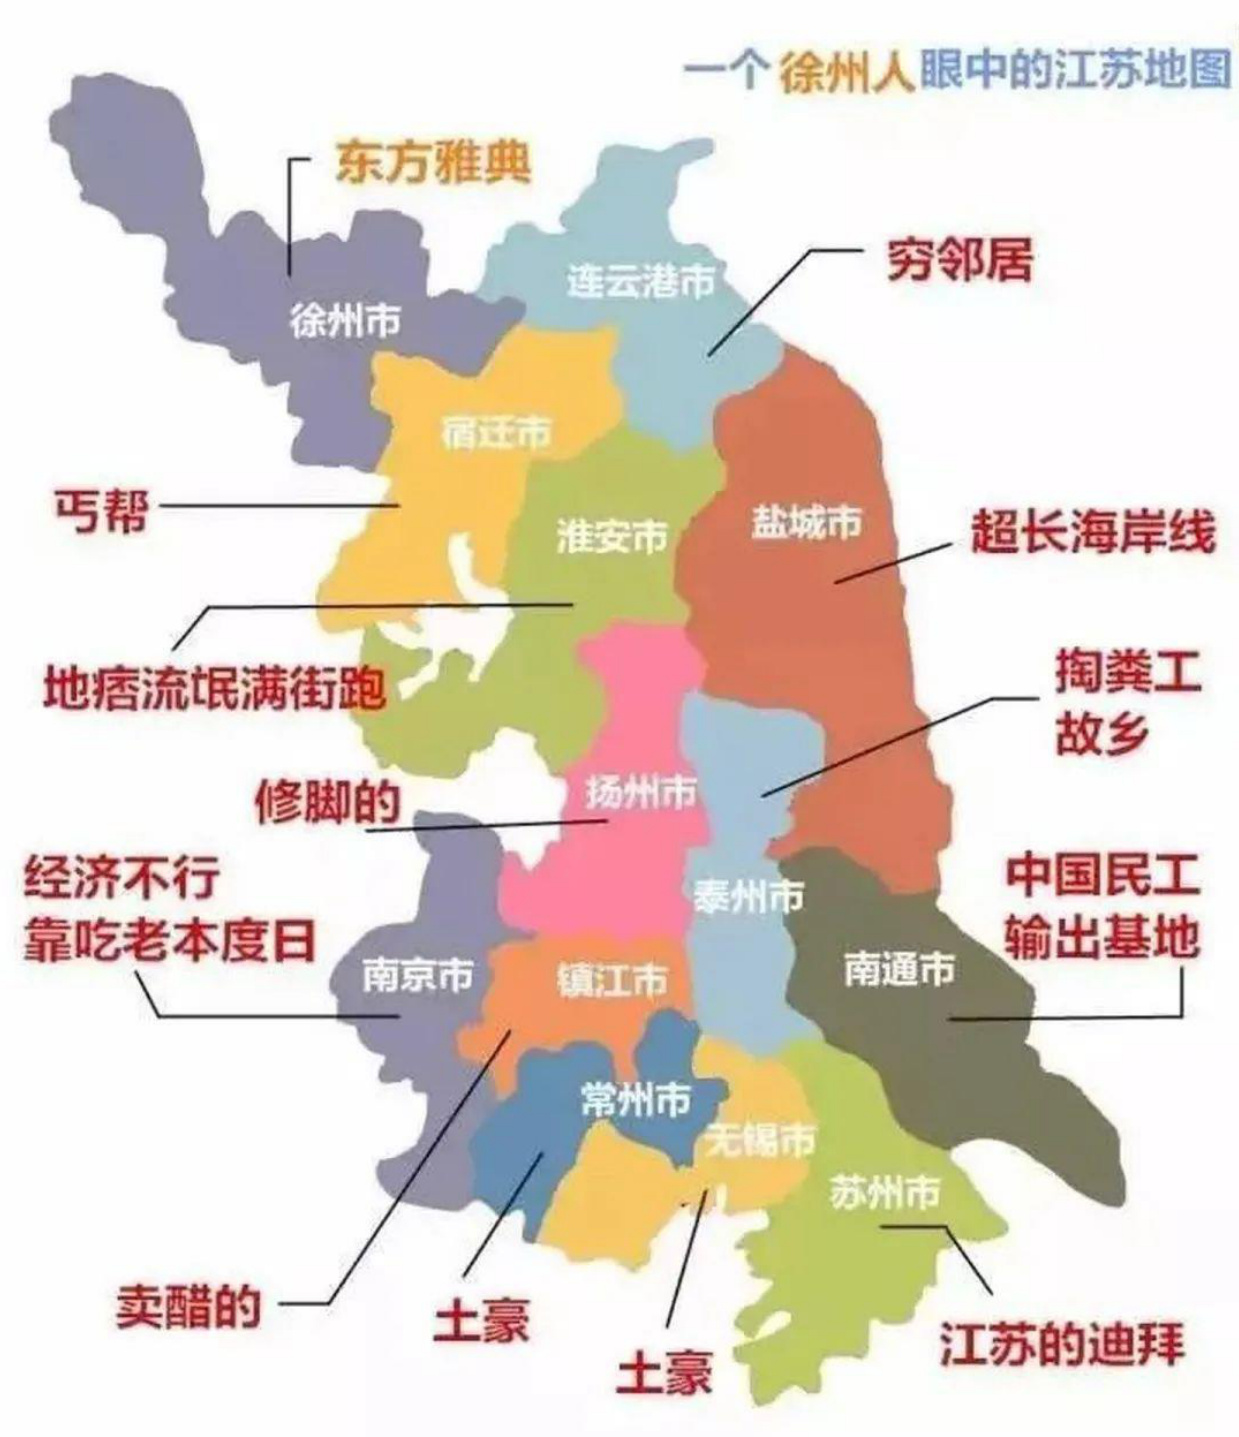 一个徐州人眼中的江苏地图
东方雅典
穷邻居
连云港市
徐州市
宿迁市
丐帮
淮安市
盐城市
超长海岸线
地痞流氓满街跑
掏粪工
故乡
修脚的
扬州市
经济不行
靠吃老本度日
中国民工
输出基地
泰州市
南京市
镇江市
南通市
常州市
无锡市
苏州市
卖醋的
土豪
土豪
江苏的迪拜